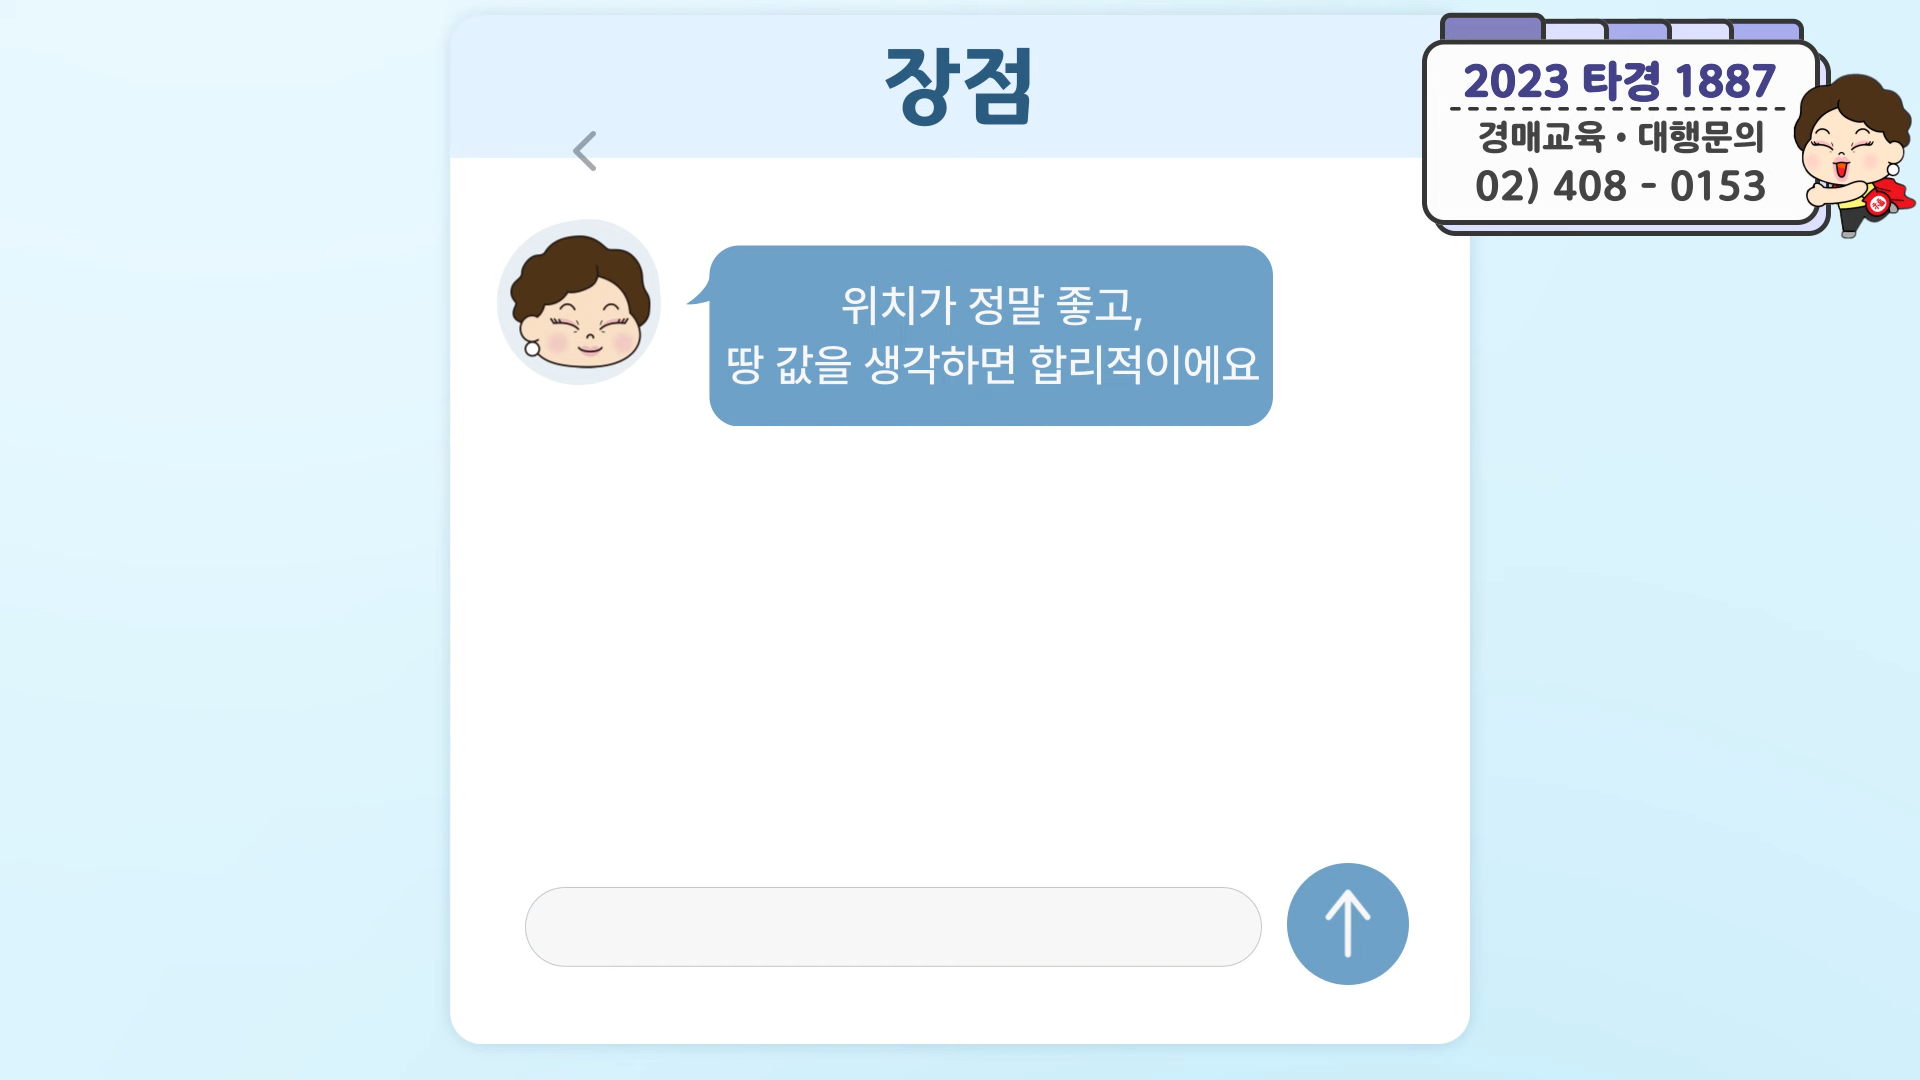 장점
2023 타경 1887
경매교육 • 대행문의
02) 408 - 0153
위치가 정말 좋고,
땅 값을 생각하면 합리적이에요